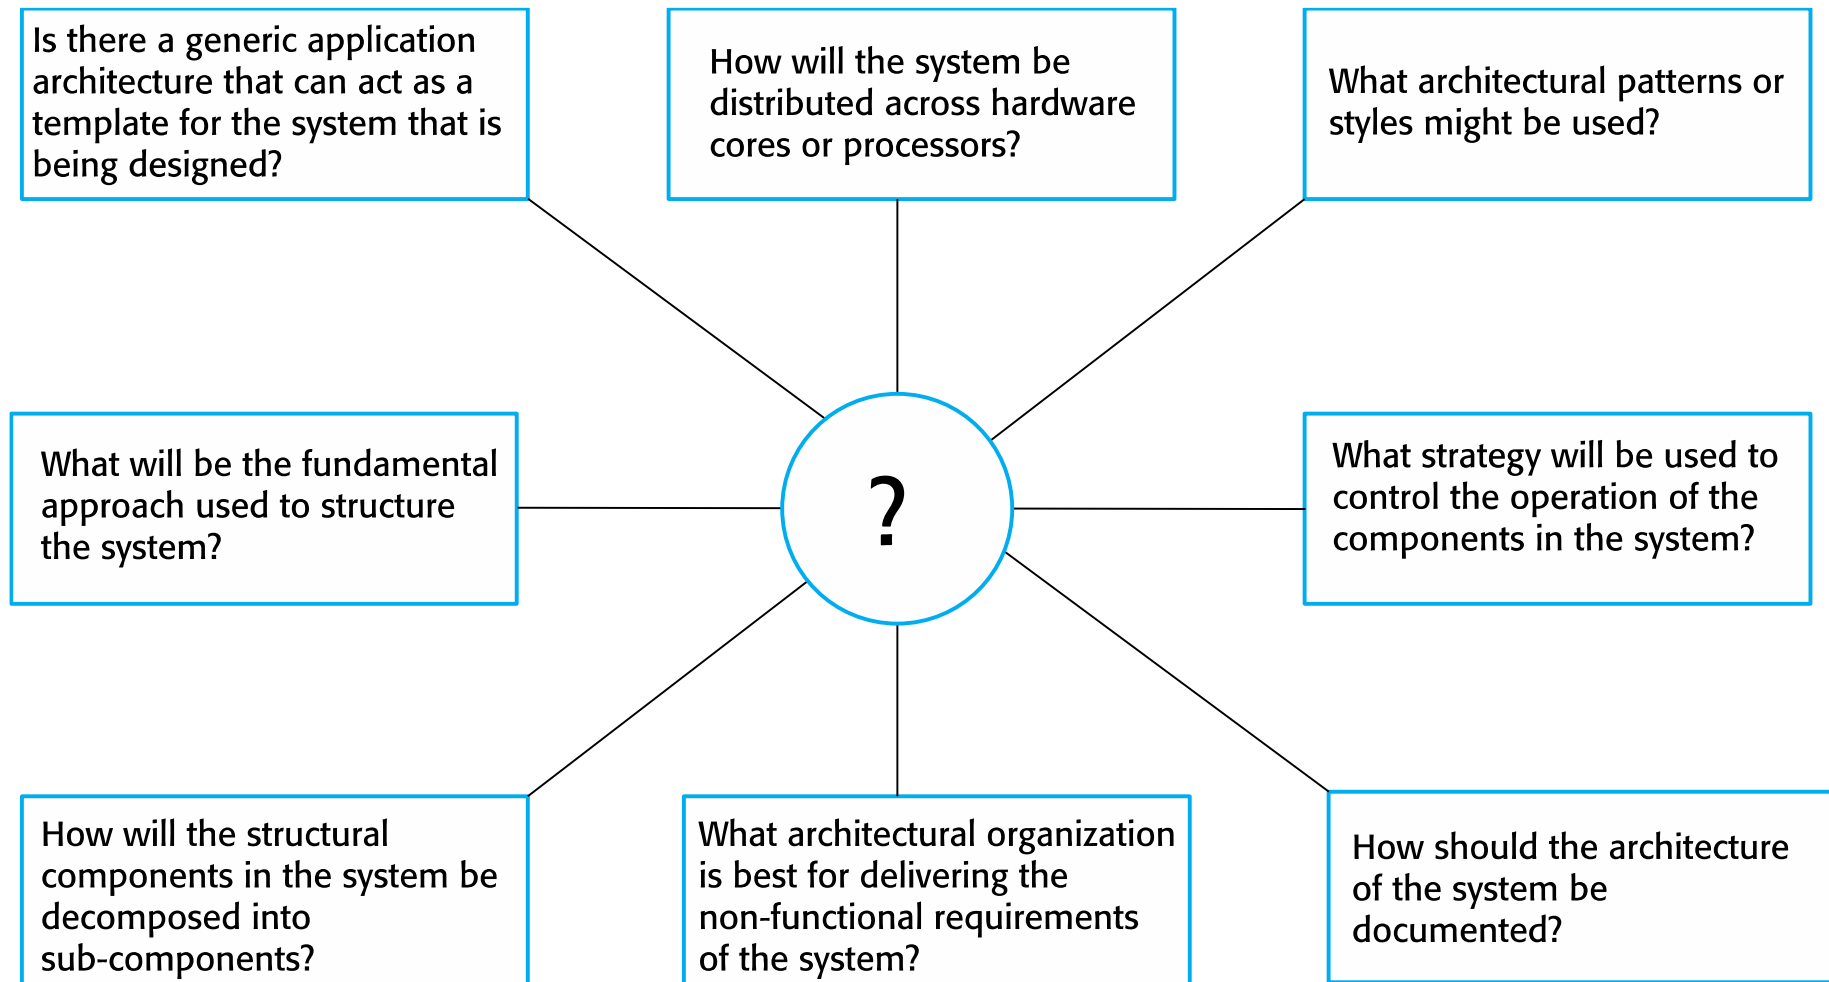 Is there a generic application
architecture that can act as a
template for the system that is
being designed?
How will the system be
distributed across hardware
cores or processors?
What architectural patterns or
styles might be used?
What will be the fundamental
approach used to structure
the system?
?
What strategy will be used to
control the operation of the
components in the system?
How will the structural
components in the system be
decomposed into
sub-components?
What architectural organization
is best for delivering the
non-functional requirements
of the system?
How should the architecture
of the system be
documented?